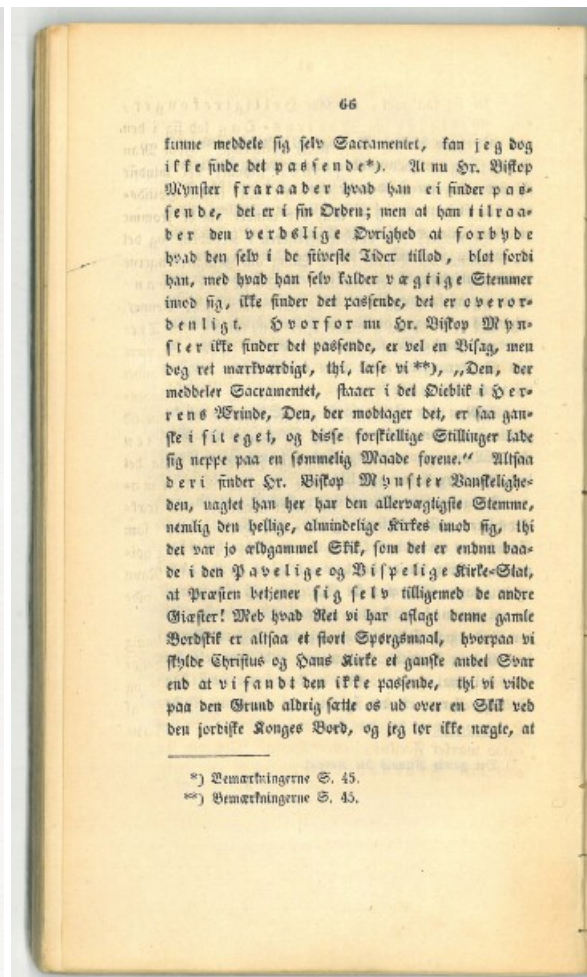 66
kunne meddele sig selv Sacramentet, kan jeg dog
ikke finde det passende*). At nu Hr. Biskop
Mynster fraraader hvad han ei finder pas-
sende, det er i sin Orden; men at han tilraa-
der den verdslige Øvrighed at forbyde
hvad den selv i de stiveste Tider tillod, blot fordi
han, med hvad han selv kalder vægtige Stemmer
imod sig, ikke finder det passende, det er overor-
denligt. Hvorfor nu Hr. Biskop Myn-
ster ikke finder det passende, er vel en Bisag, men
dog ret mærkværdigt, thi, læse vi **), „Den, der
meddeler Sacramentet, staaer i det Øieblik i Her-
rens Ærinde, Den, der modtager det, er saa gan-
ske i sit eget, og disse forskiellige Stillinger lade
sig neppe paa en sømmelig Maade forene.“ Altsaa
deri finder Hr. Biskop Mynster Vanskelighe-
den, uagtet han her har den allervægtigste Stemme,
nemlig den hellige, almindelige Kirkes imod sig, thi
det var jo ældgammel Skik, som det er endnu baa-
de i den Pavelige og Bispelige Kirke-Stat,
at Præsten betjener sig selv tilligemed de andre
Giæster! Med hvad Ret vi har aflagt denne gamle
Bordskik er altsaa et stort Spørgsmaal, hvorpaa vi
skylde Christus og Hans Kirke et ganske andet Svar
end at vi fandt den ikke passende, thi vi vilde
paa den Grund aldrig sætte os ud over en Skik ved
den jordiske Konges Bord, og jeg tør ikke nægte, at
*) Bemærkningerne S. 45.
**) Bemærkningerne S. 45.